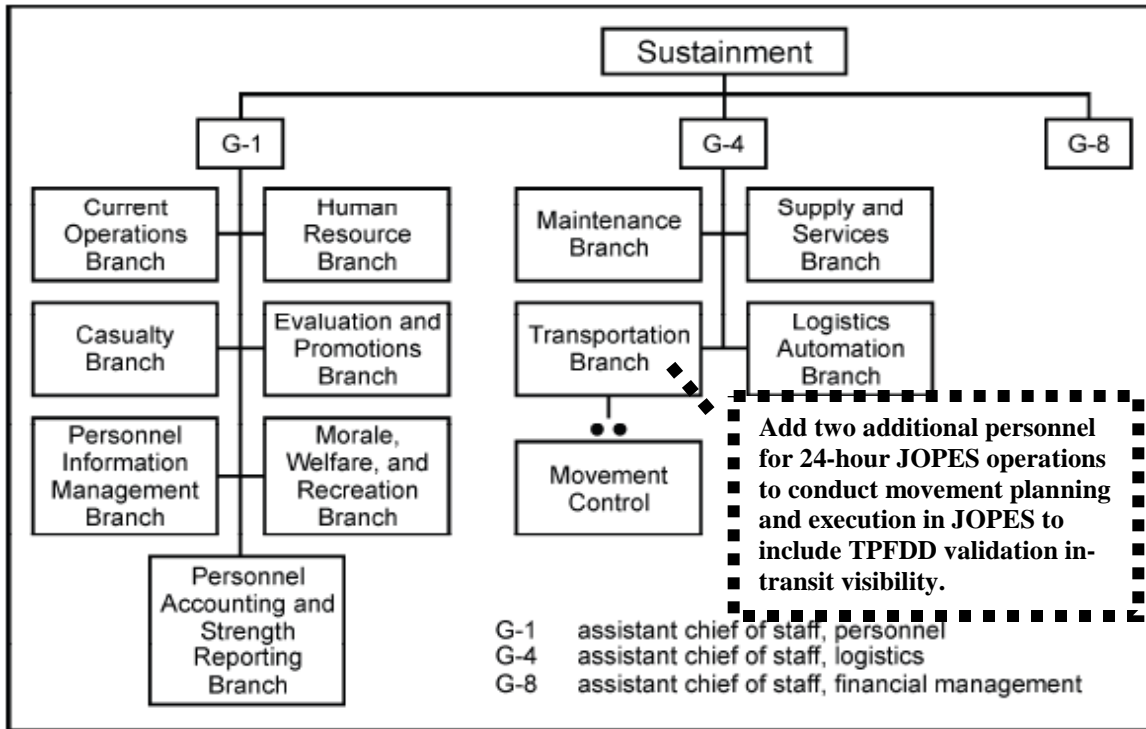 Sustainment
G-1
G-4
G-8
Current
Operations
Branch
Human
Resource
Branch
Casualty
Branch
Evaluation and
Promotions
Branch
Personnel
Information
Management
Branch
Morale,
Welfare, and
Recreation
Branch
Personnel
Accounting and
Strength
Reporting
Branch
Maintenance
Branch
Supply and
Services
Branch
Transportation
Branch
Logistics
Automation
Branch
Movement
Control
Add two additional personnel
for 24-hour JOPES operations
to conduct movement planning
and execution in JOPES to
include TPFDD validation in-
transit visibility.
G-1 assistant chief of staff, personnel
G-4 assistant chief of staff, logistics
G-8 assistant chief of staff, financial management